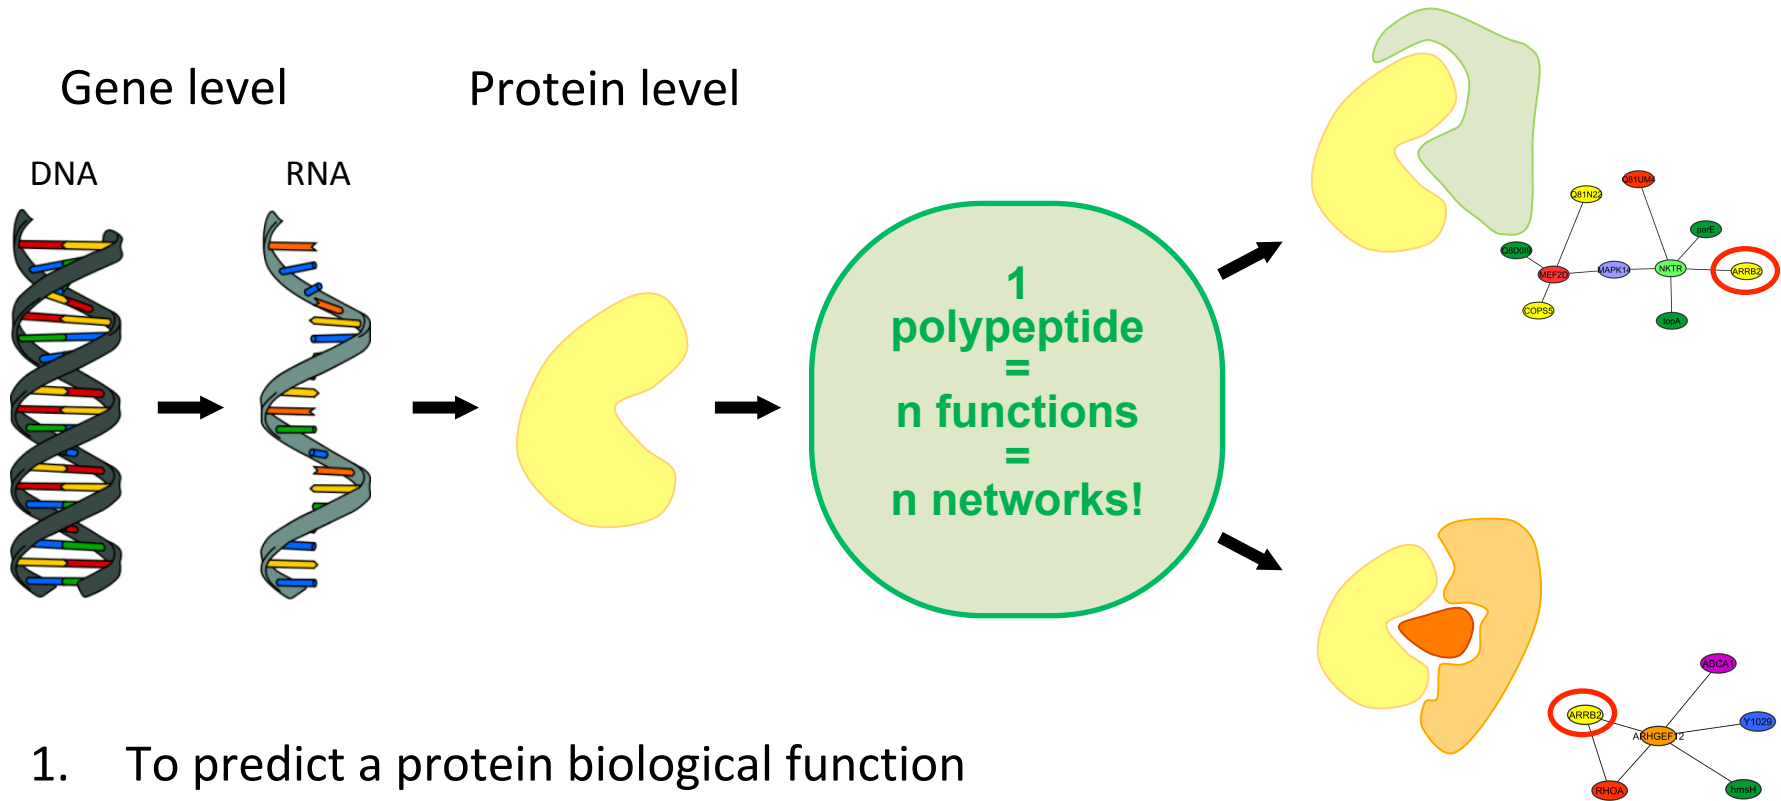 Gene level
Protein level
DNA
RNA
1
polypeptide
=
n functions
=
n networks!
Q81UM4
Q81N22
parE
Q8D0I9
MEF2D
MAPK14
NKTR
ARRB2
COPS5
topA
ABCA1
ARRB2
Y1029
ARHGEF12
RHOA
hmsH
1. To predict a protein biological function